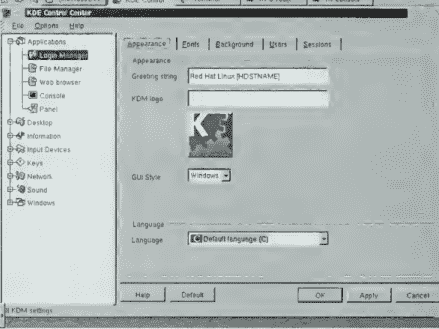 KDE Control Center
File Options Help
Applications
Login Manager
File Manager
Web browser
Console
Panel
Desktop
Information
Input Devices
Keys
Network
Sound
Windows
Appearance Fonts Background Users Sessions
Appearance
Greeting string Red Hat Linux [HOSTNAME]
KDM logo
GUI Style Windows
Language
Language Default language (C)
Help Default OK Apply Cancel
KDM settings